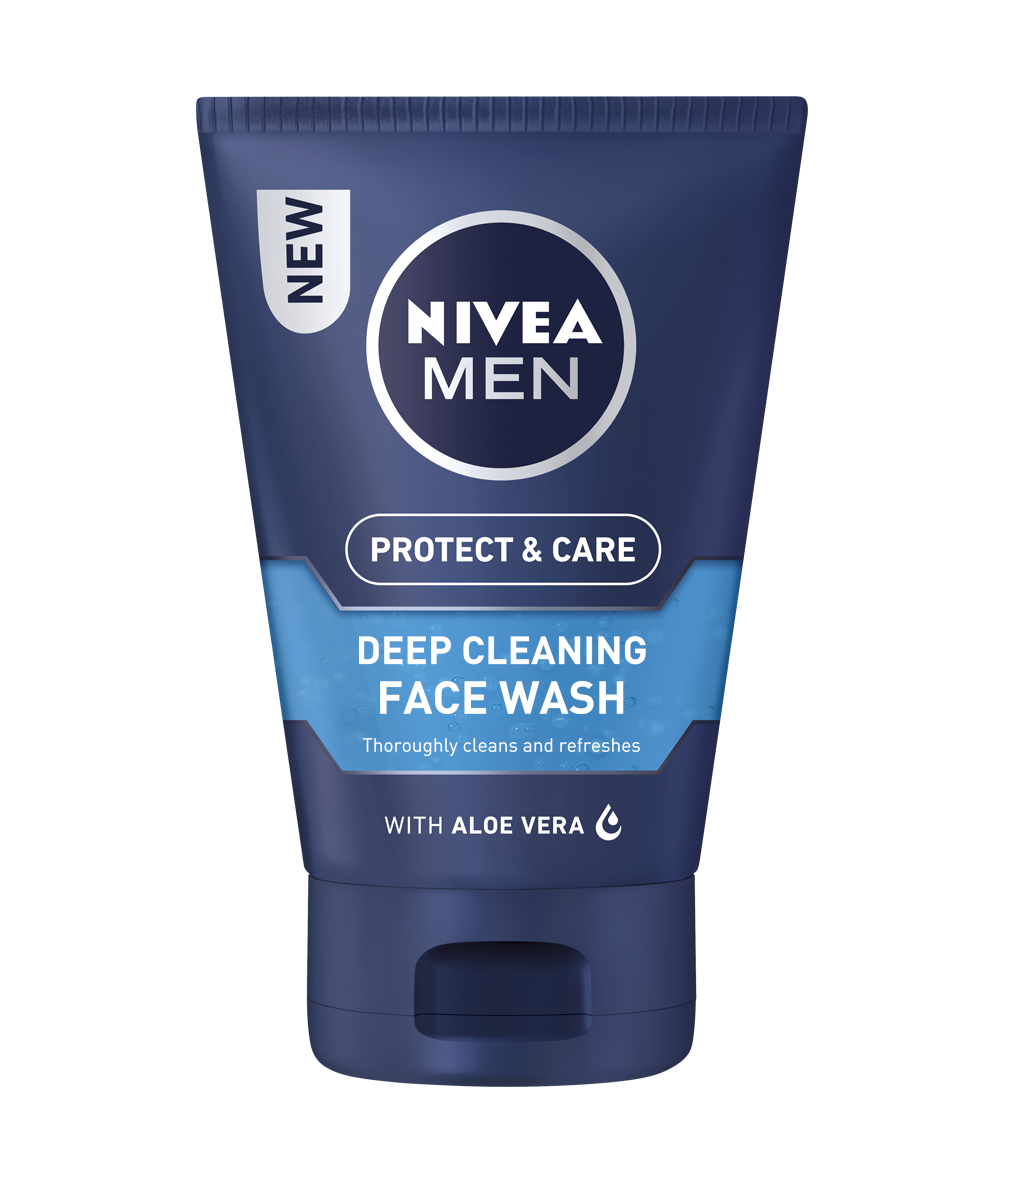 NEW
NIVEA
MEN
PROTECT & CARE
DEEP CLEANING
FACE WASH
Thoroughly cleans and refreshes
WITH ALOE VERA